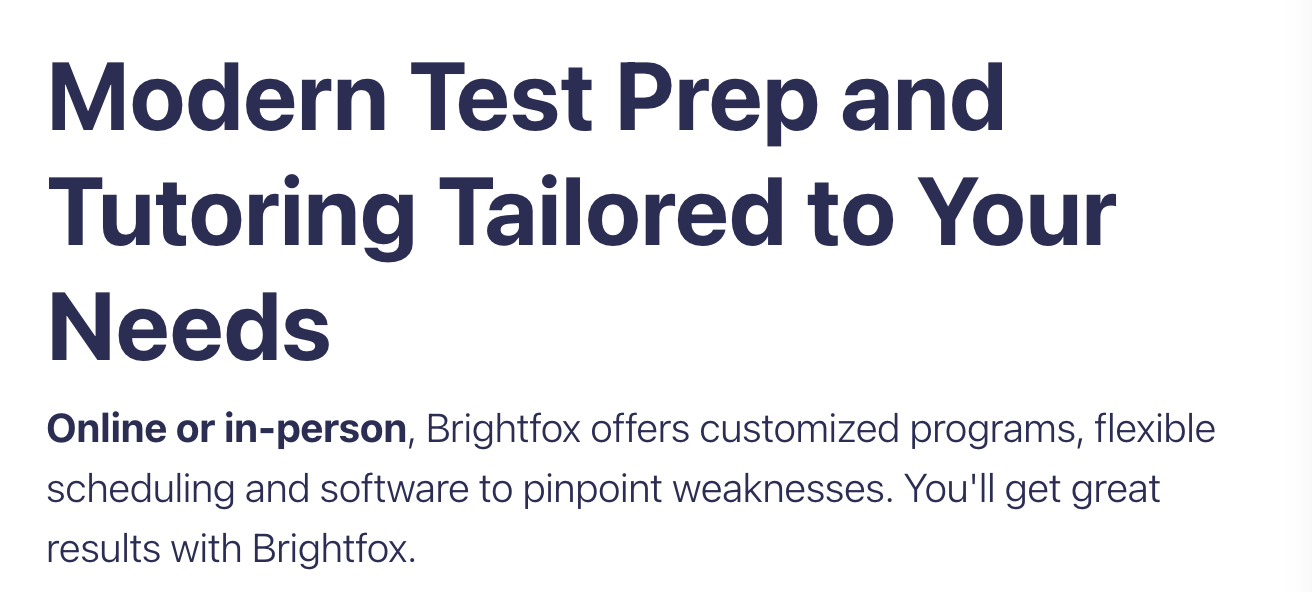 Modern Test Prep and
Tutoring Tailored to Your
Needs
Online or in-person, Brightfox offers customized programs, flexible
scheduling and software to pinpoint weaknesses. You'll get great
results with Brightfox.